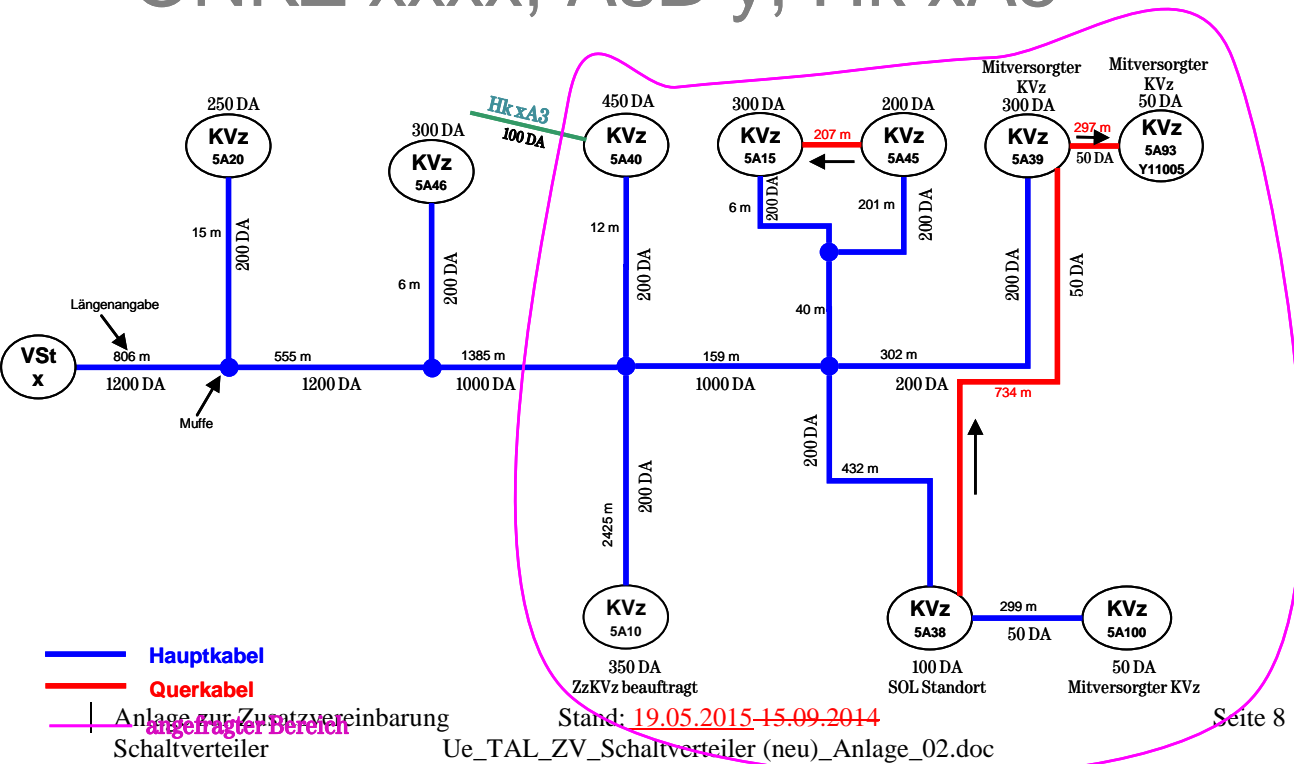 250 DA
KVz
5A20
15 m
200 DA
300 DA
KVz
5A46
6 m
200 DA
Hk xA3
100 DA
450 DA
KVz
5A40
12 m
200 DA
300 DA
KVz
5A15
207 m
200 DA
KVz
5A45
6 m
200 DA
201 m
200 DA
40 m
Mitversorgter
KVz
300 DA
KVz
5A39
297 m
50 DA
Mitversorgter
KVz
50 DA
KVz
5A93
Y11005
200 DA
50 DA
Längenangabe
VSt
x
806 m
1200 DA
Muffe
555 m
1200 DA
1385 m
1000 DA
159 m
1000 DA
302 m
200 DA
734 m
200 DA
432 m
2425 m
200 DA
KVz
5A10
350 DA
ZzKVz beauftragt
KVz
5A38
100 DA
SOL Standort
299 m
50 DA
KVz
5A100
50 DA
Mitversorgter KVz
Hauptkabel
Querkabel
angefragter Bereich
Anlage zur Zusatzvereinbarung
Schaltverteiler
Stand: 19.05.2015 15.09.2014
Ue_TAL_ZV_Schaltverteiler (neu)_Anlage_02.doc
Seite 8